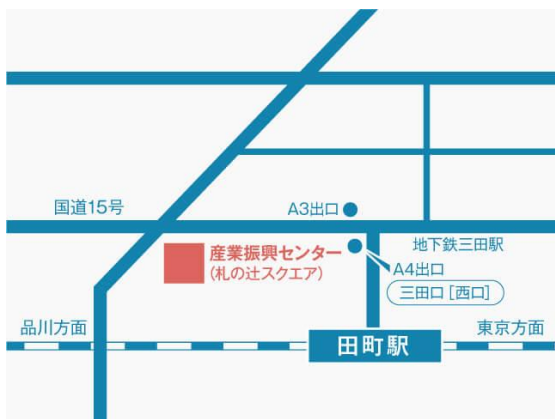 国道15号
A3出口
産業振興センター
(札の辻スクエア)
地下鉄三田駅
A4出口
三田口[西口]
品川方面
東京方面
田町駅